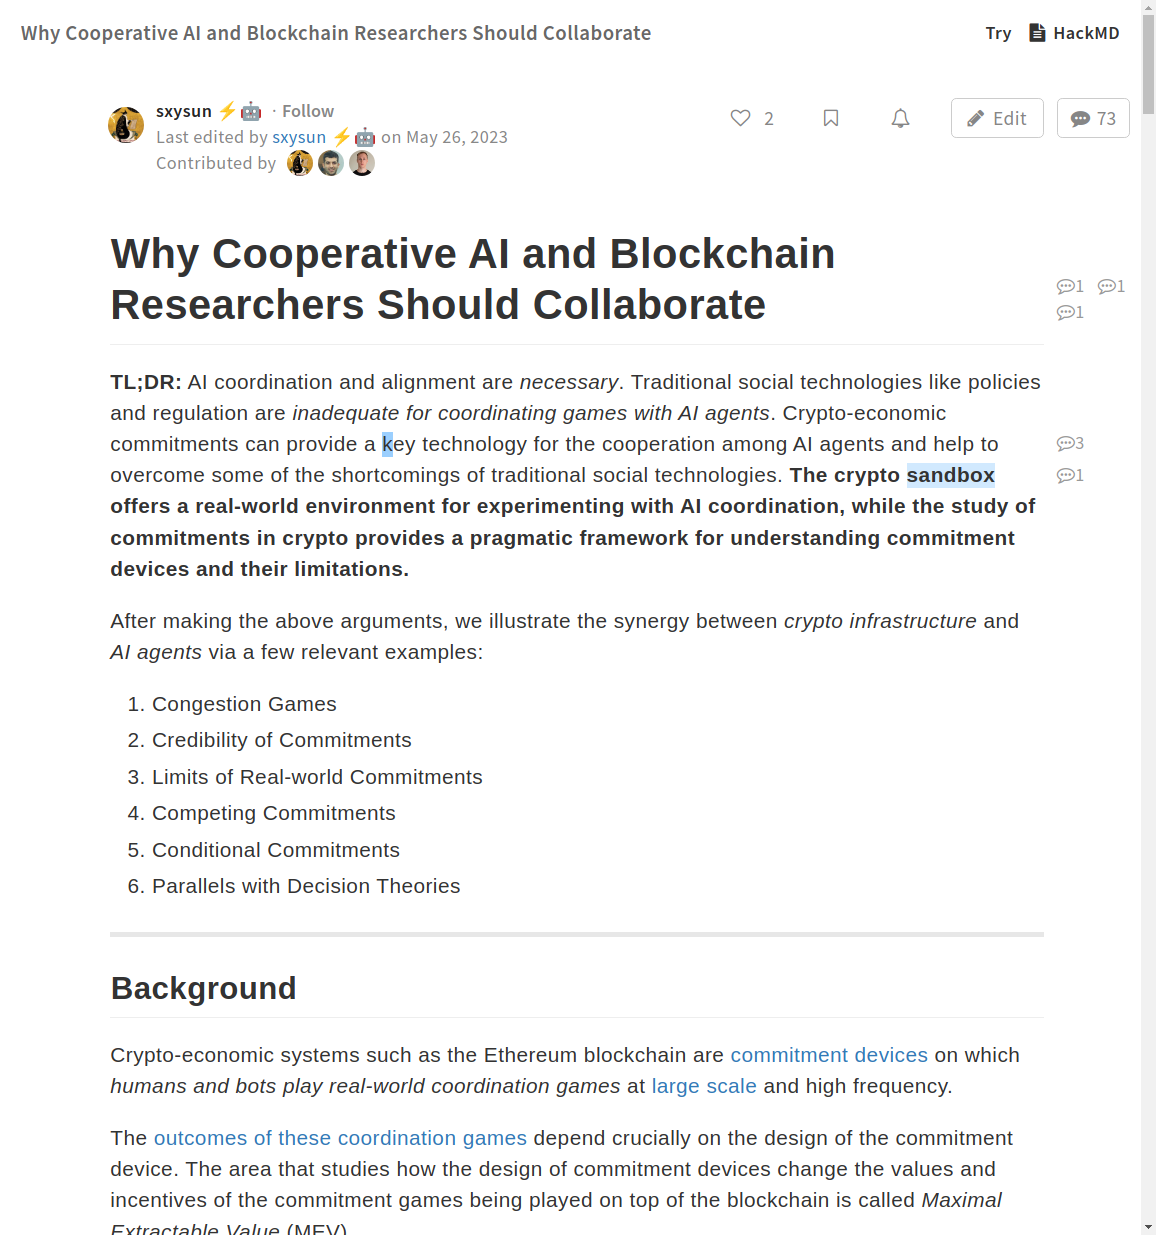 Why Cooperative AI and Blockchain Researchers Should Collaborate
Try HackMD
sxysun ⚡🤖 · Follow
Last edited by sxysun ⚡🤖 on May 26, 2023
Contributed by
2
Edit
73
Why Cooperative AI and Blockchain
Researchers Should Collaborate
1 1
1
TL;DR: AI coordination and alignment are necessary. Traditional social technologies like policies
and regulation are inadequate for coordinating games with AI agents. Crypto-economic
commitments can provide a key technology for the cooperation among AI agents and help to
3
overcome some of the shortcomings of traditional social technologies. The crypto sandbox
1
offers a real-world environment for experimenting with AI coordination, while the study of
commitments in crypto provides a pragmatic framework for understanding commitment
devices and their limitations.
After making the above arguments, we illustrate the synergy between crypto infrastructure and
AI agents via a few relevant examples:
1. Congestion Games
2. Credibility of Commitments
3. Limits of Real-world Commitments
4. Competing Commitments
5. Conditional Commitments
6. Parallels with Decision Theories
Background
Crypto-economic systems such as the Ethereum blockchain are commitment devices on which
humans and bots play real-world coordination games at large scale and high frequency.
The outcomes of these coordination games depend crucially on the design of the commitment
device. The area that studies how the design of commitment devices change the values and
incentives of the commitment games being played on top of the blockchain is called Maximal
Extractable Value (MEV)